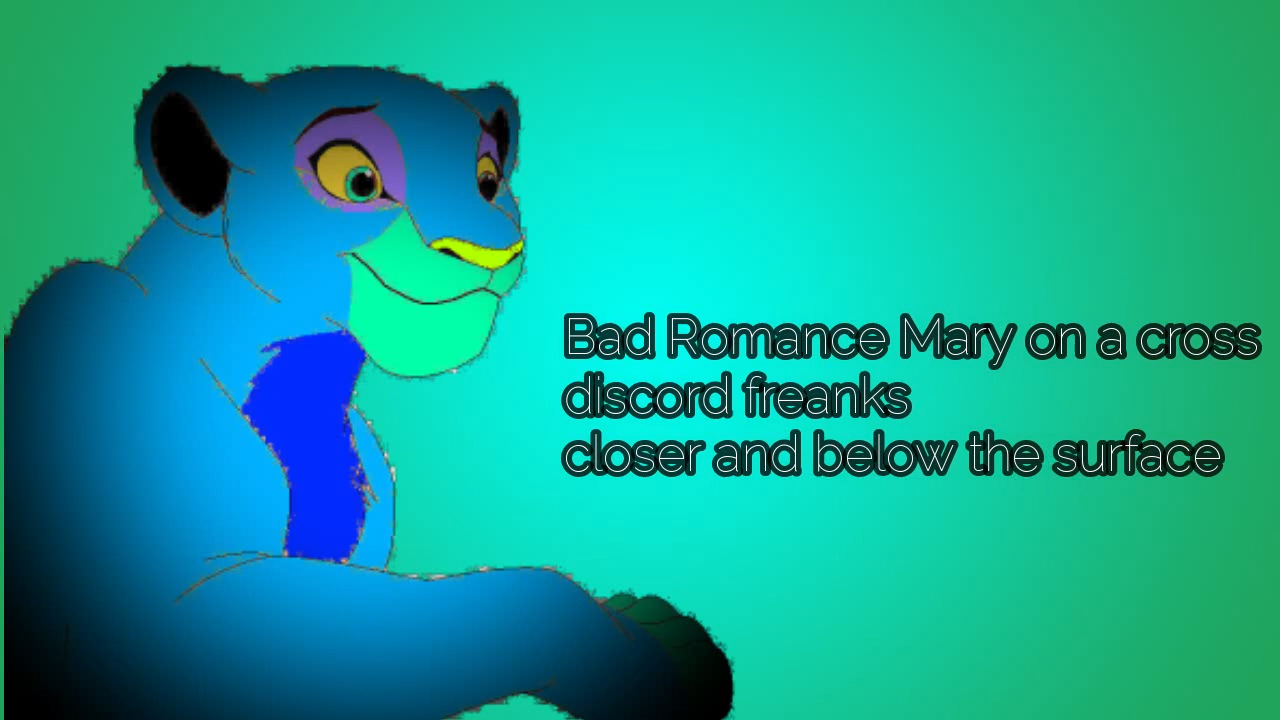 Bad Romance Mary on a cross
discord freanks
closer and below the surface